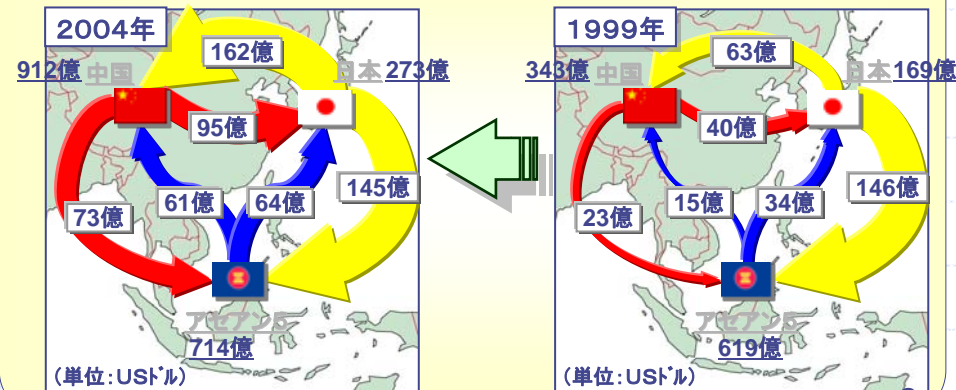 2004年
162億
912億 中国
日本 273億
95億
61億
64億
145億
73億
アセアン5
714億
(単位:USドル)
1999年
63億
343億 中国
日本 169億
40億
15億
34億
146億
23億
アセアン5
619億
(単位:USドル)